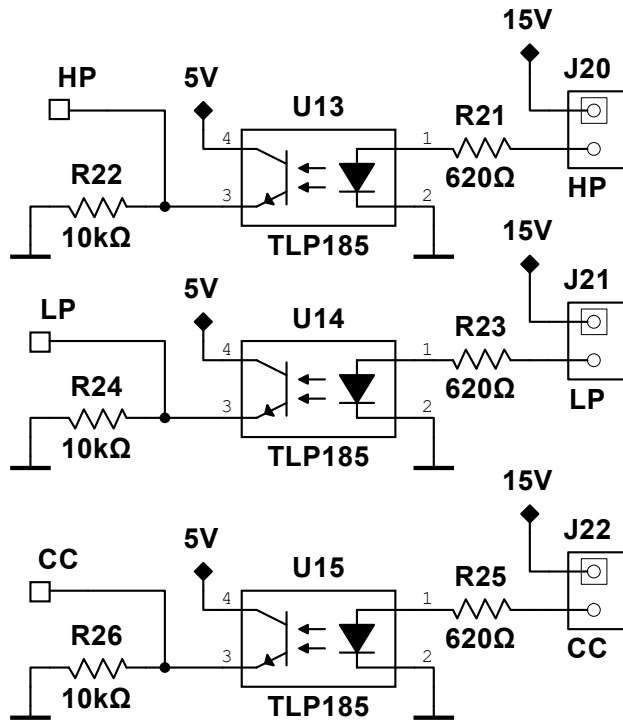 15V
J20
HP
5V
U13
R21
4
1
R22
3
2
620Ω
10kΩ
TLP185
HP
15V
J21
LP
5V
U14
R23
4
1
R24
3
2
620Ω
10kΩ
TLP185
LP
15V
J22
CC
5V
U15
R25
4
1
R26
3
2
620Ω
10kΩ
TLP185
CC